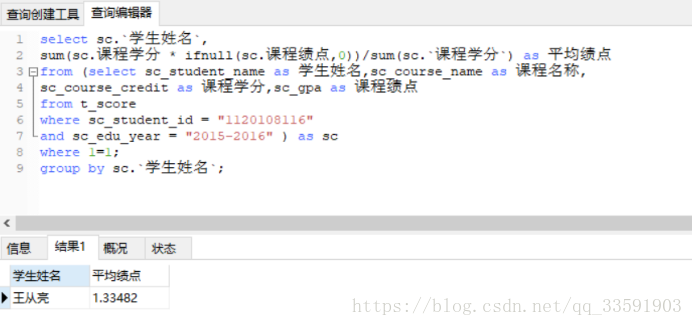 查询创建工具 查询编辑器
1 select sc.`学生姓名`,
2 sum(sc.课程学分 * ifnull(sc.课程绩点,0))/sum(sc.`课程学分`) as 平均绩点
3 from (select sc_student_name as 学生姓名,sc_course_name as 课程名称,
4 sc_course_credit as 课程学分,sc_gpa as 课程绩点
5 from t_score
6 where sc_student_id = "1120108116"
7 and sc_edu_year = "2015-2016" ) as sc
8 where 1=1;
9 group by sc.`学生姓名`;
信息 结果1 概况 状态
学生姓名 平均绩点
王从亮 1.33482
https://blog.csdn.net/qq_33591903